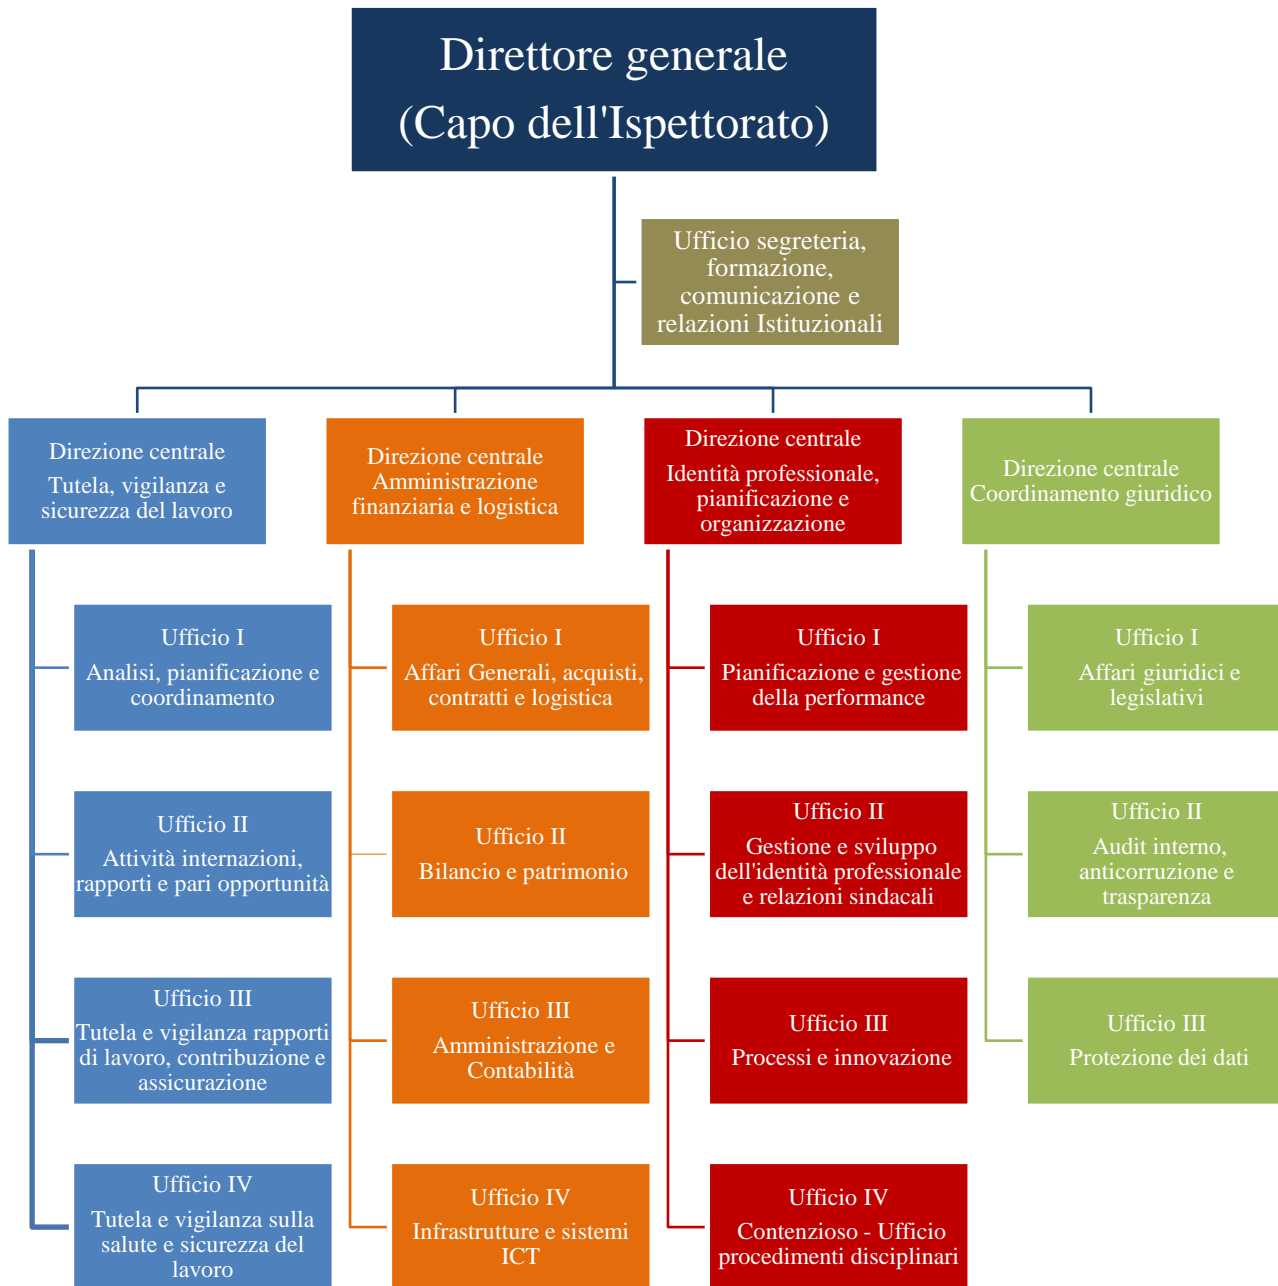 Direttore generale
(Capo dell'Ispettorato)
Ufficio segreteria,
formazione,
comunicazione e
relazioni Istituzionali
Direzione centrale
Tutela, vigilanza e
sicurezza del lavoro
Direzione centrale
Amministrazione
finanziaria e logistica
Direzione centrale
Identità professionale,
pianificazione e
organizzazione
Direzione centrale
Coordinamento giuridico
Ufficio I
Analisi, pianificazione e
coordinamento
Ufficio I
Affari Generali, acquisti,
contratti e logistica
Ufficio I
Pianificazione e gestione
della performance
Ufficio I
Affari giuridici e
legislativi
Ufficio II
Attività internazioni,
rapporti e pari opportunità
Ufficio II
Bilancio e patrimonio
Ufficio II
Gestione e sviluppo
dell'identità professionale
e relazioni sindacali
Ufficio II
Audit interno,
anticorruzione e
trasparenza
Ufficio III
Tutela e vigilanza rapporti
di lavoro, contribuzione e
assicurazione
Ufficio III
Amministrazione e
Contabilità
Ufficio III
Processi e innovazione
Ufficio III
Protezione dei dati
Ufficio IV
Tutela e vigilanza sulla
salute e sicurezza del
lavoro
Ufficio IV
Infrastrutture e sistemi
ICT
Ufficio IV
Contenzioso - Ufficio
procedimenti disciplinari